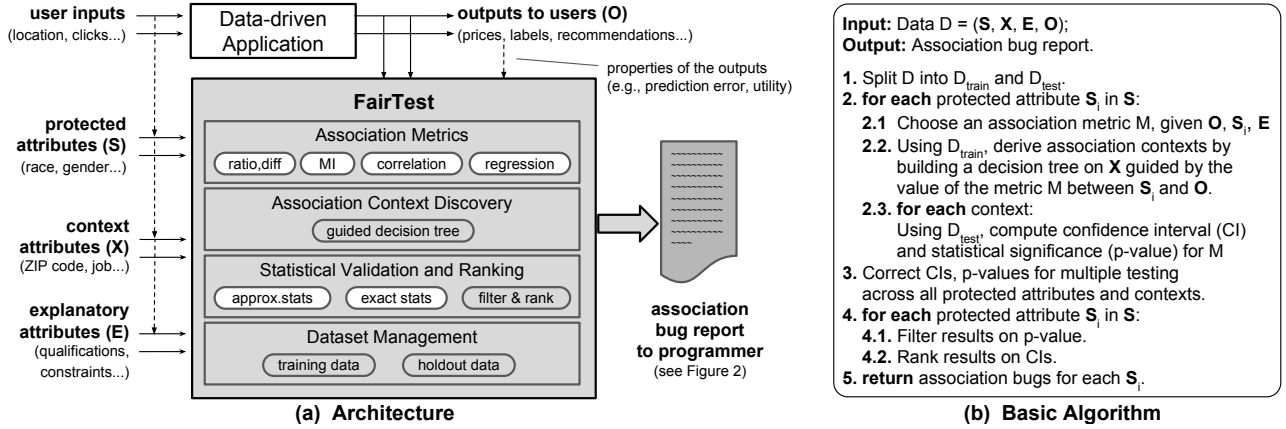 user inputs
(location, clicks...)
Data-driven
Application
outputs to users (O)
(prices, labels, recommendations...)
properties of the outputs
(e.g., prediction error, utility)
FairTest
protected
attributes (S)
(race, gender...)
Association Metrics
ratio,diff MI correlation regression
Association Context Discovery
guided decision tree
context
attributes (X)
(ZIP code, job...)
Statistical Validation and Ranking
approx.stats exact stats filter & rank
explanatory
attributes (E)
(qualifications,
constraints...)
Dataset Management
training data holdout data
association
bug report
to programmer
(see Figure 2)
(a) Architecture
Input: Data D = (S, X, E, O);
Output: Association bug report.
1. Split D into Dtrain and Dtest.
2. for each protected attribute Si in S:
2.1 Choose an association metric M, given O, Si, E
2.2. Using Dtrain, derive association contexts by
building a decision tree on X guided by the
value of the metric M between Si and O.
2.3. for each context:
Using Dtest, compute confidence interval (CI)
and statistical significance (p-value) for M
3. Correct CIs, p-values for multiple testing
across all protected attributes and contexts.
4. for each protected attribute Si in S:
4.1. Filter results on p-value.
4.2. Rank results on CIs.
5. return association bugs for each Si.
(b) Basic Algorithm